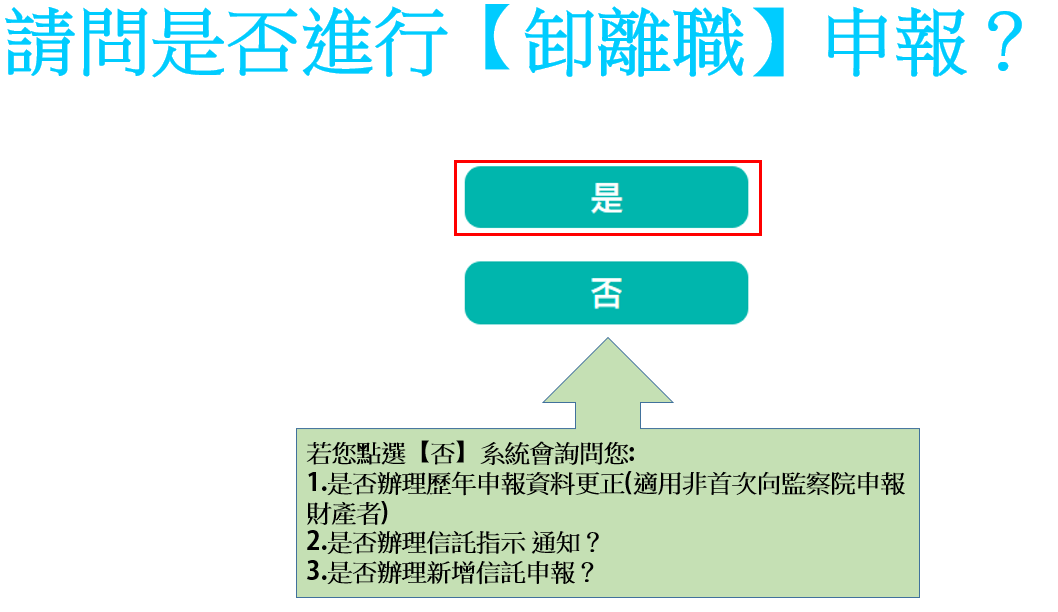 請問是否進行【卸離職】申報？
是
否
若您點選【否】系統會詢問您:
1.是否辦理歷年申報資料更正(適用非首次向監察院申報
財產者)
2.是否辦理信託指示 通知？
3.是否辦理新增信託申報？